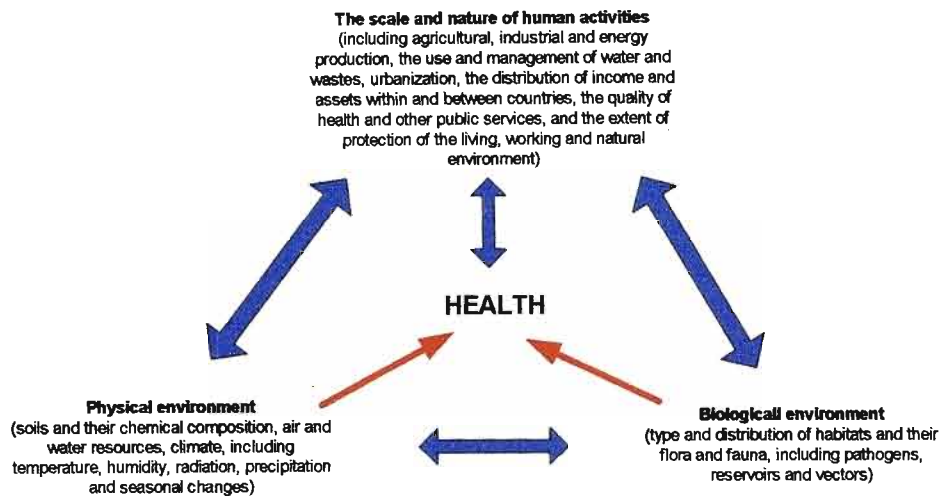 The scale and nature of human activities
(including agricultural, industrial and energy
production, the use and management of water and
wastes, urbanization, the distribution of income and
assets within and between countries, the quality of
health and other public services, and the extent of
protection of the living, working and natural
environment)
HEALTH
Physical environment
(soils and their chemical composition, air and
water resources, climate, including
temperature, humidity, radiation, precipitation
and seasonal changes)
Biologicall environment
(type and distribution of habitats and their
flora and fauna, including pathogens,
reservoirs and vectors)